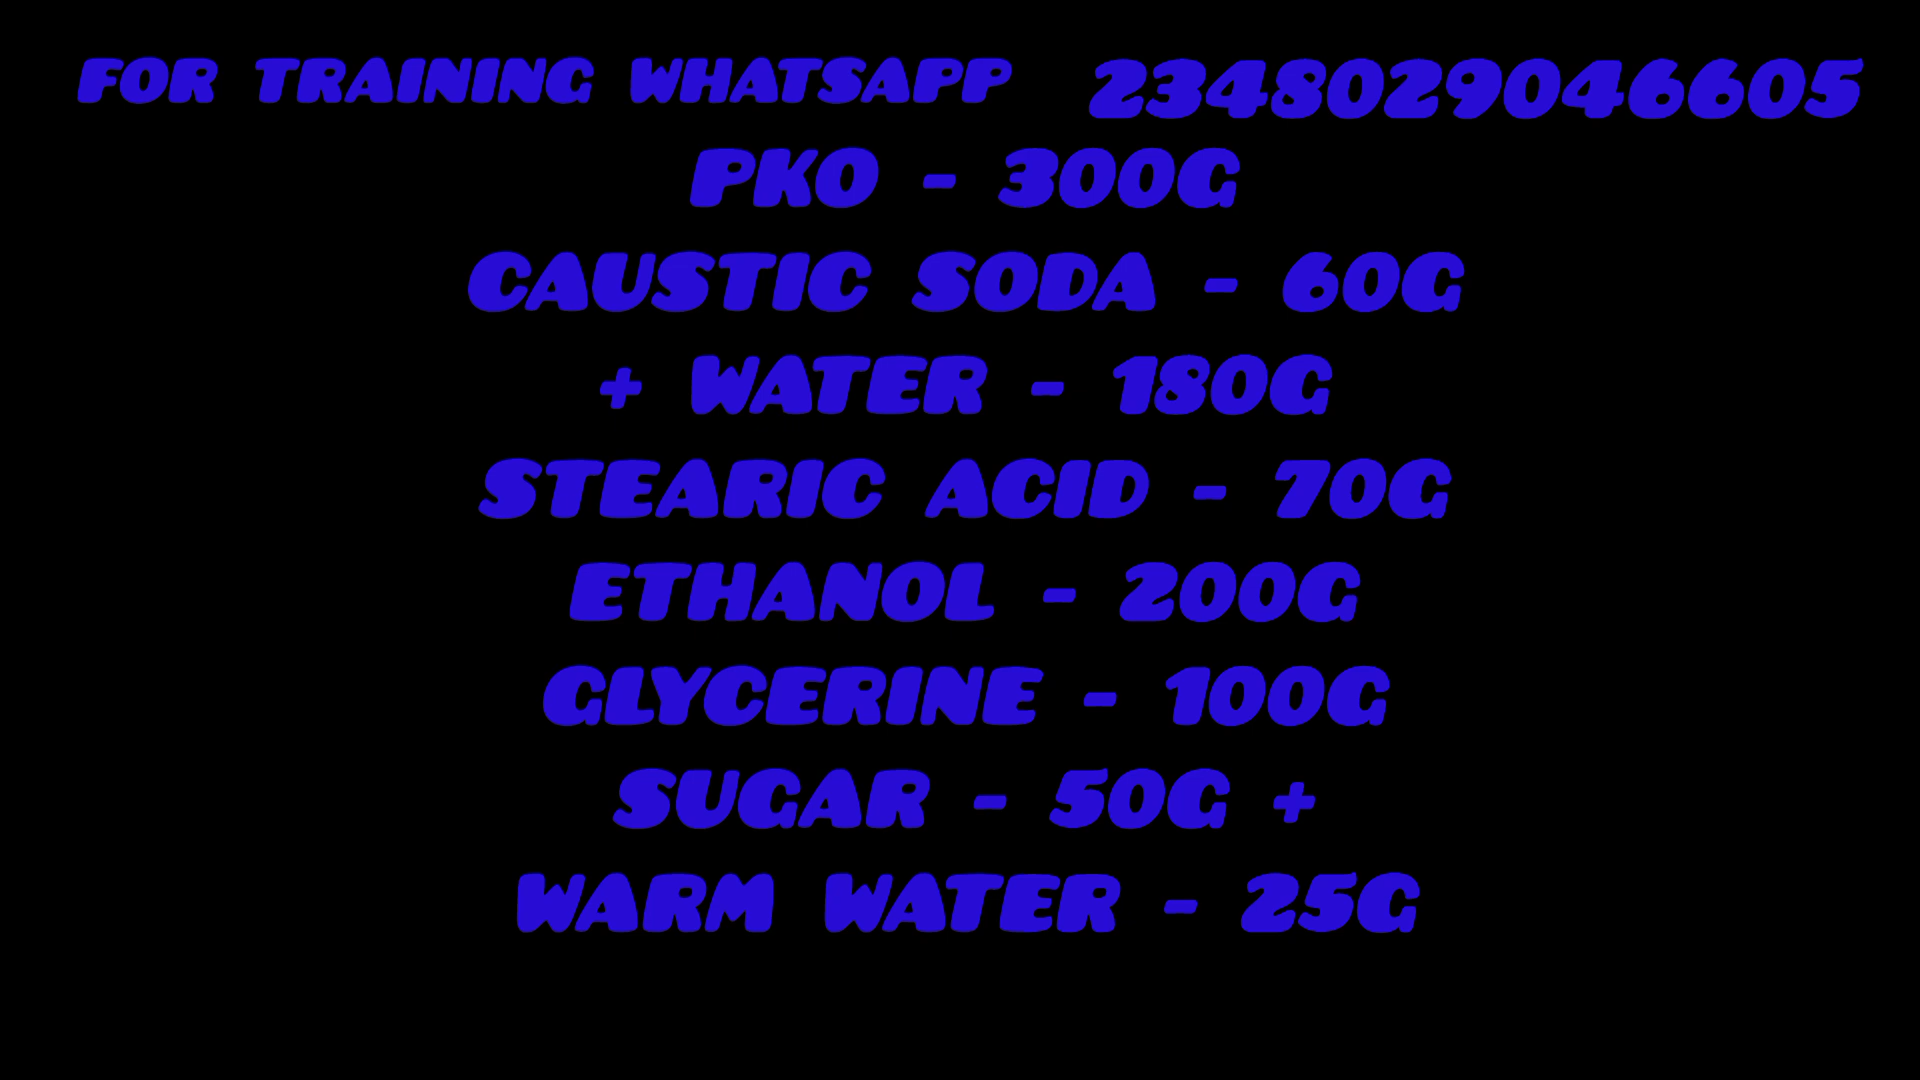 FOR TRAINING WHATSAPP 2348029046605
PKO - 300G
CAUSTIC SODA - 60G
+ WATER - 180G
STEARIC ACID - 70G
ETHANOL - 200G
GLYCERINE - 100G
SUGAR - 50G +
WARM WATER - 25G